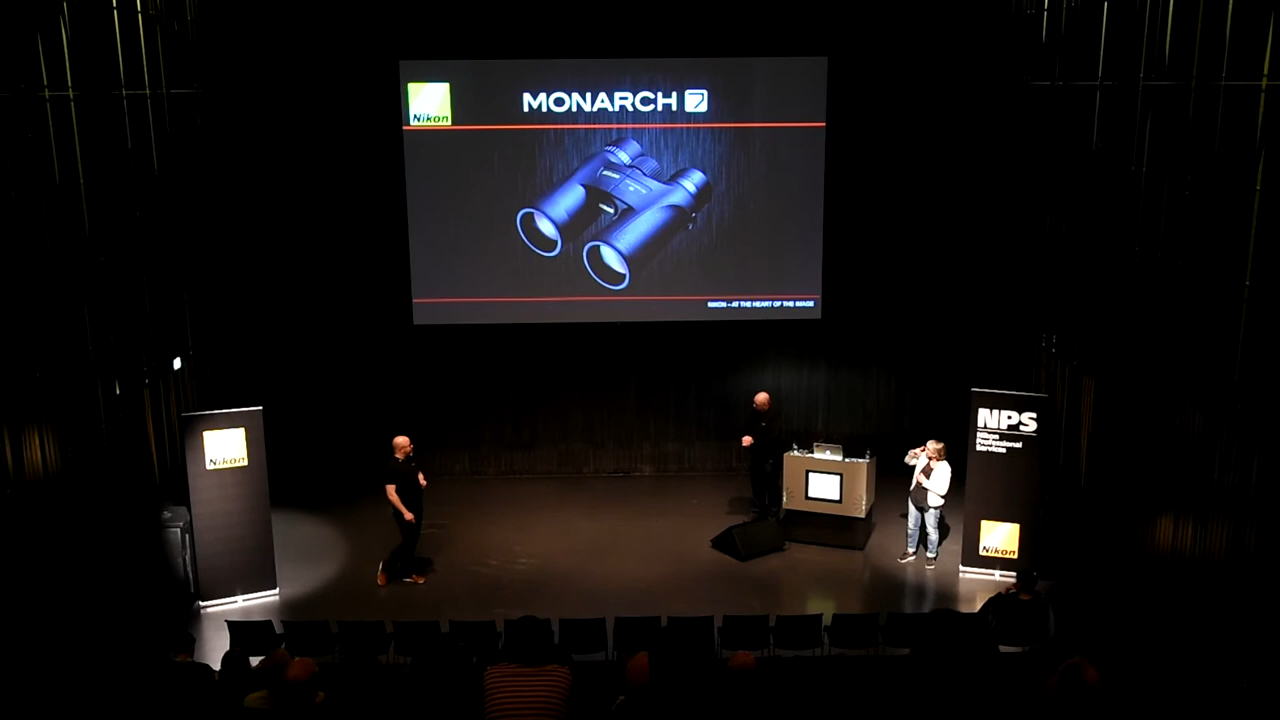 MONARCH 7
Nikon
NIKON - AT THE HEART OF THE IMAGE
Nikon
NPS
Nikon
Professional
Services
Nikon